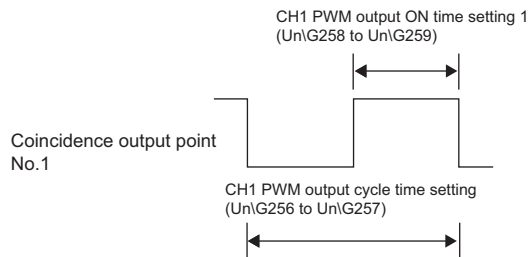 CH1 PWM output ON time setting 1
(Un\G258 to Un\G259)
Coincidence output point
No.1
CH1 PWM output cycle time setting
(Un\G256 to Un\G257)